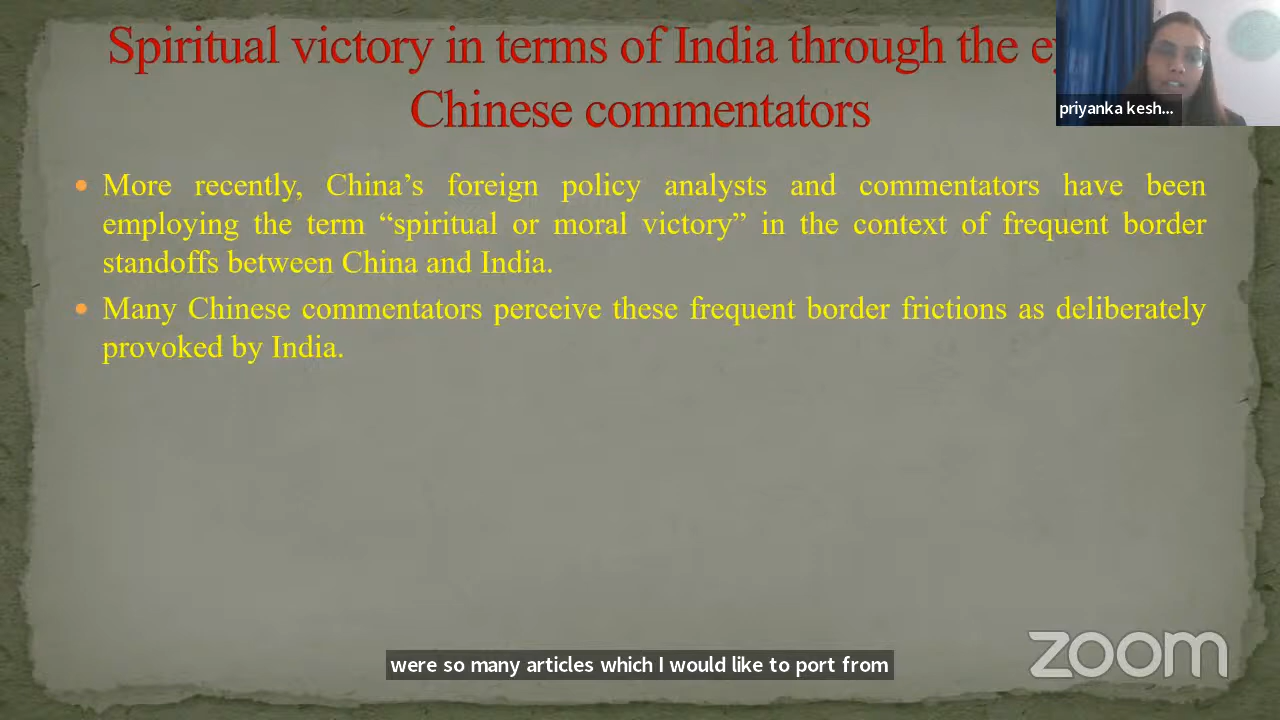 Spiritual victory in terms of India through the
Chinese commentators
priyanka kesh...
• More recently, China’s foreign policy analysts and commentators have been
employing the term “spiritual or moral victory” in the context of frequent border
standoffs between China and India.
• Many Chinese commentators perceive these frequent border frictions as deliberately
provoked by India.
were so many articles which I would like to port from
zoom